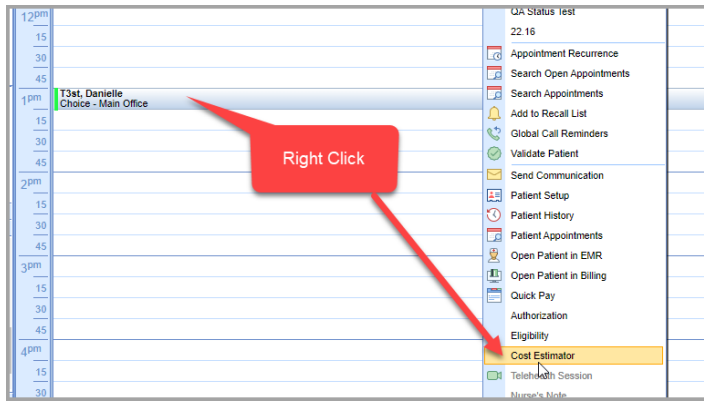 12pm
15
30
45
1pm
15
30
45
2pm
15
30
45
3pm
15
30
45
4pm
15
30
T3st, Danielle
Choice - Main Office
Right Click
QA Status Test
22.16
Appointment Recurrence
Search Open Appointments
Search Appointments
Add to Recall List
Global Call Reminders
Validate Patient
Send Communication
Patient Setup
Patient History
Patient Appointments
Open Patient in EMR
Open Patient in Billing
Quick Pay
Authorization
Eligibility
Cost Estimator
Telehealth Session
Nurse's Note